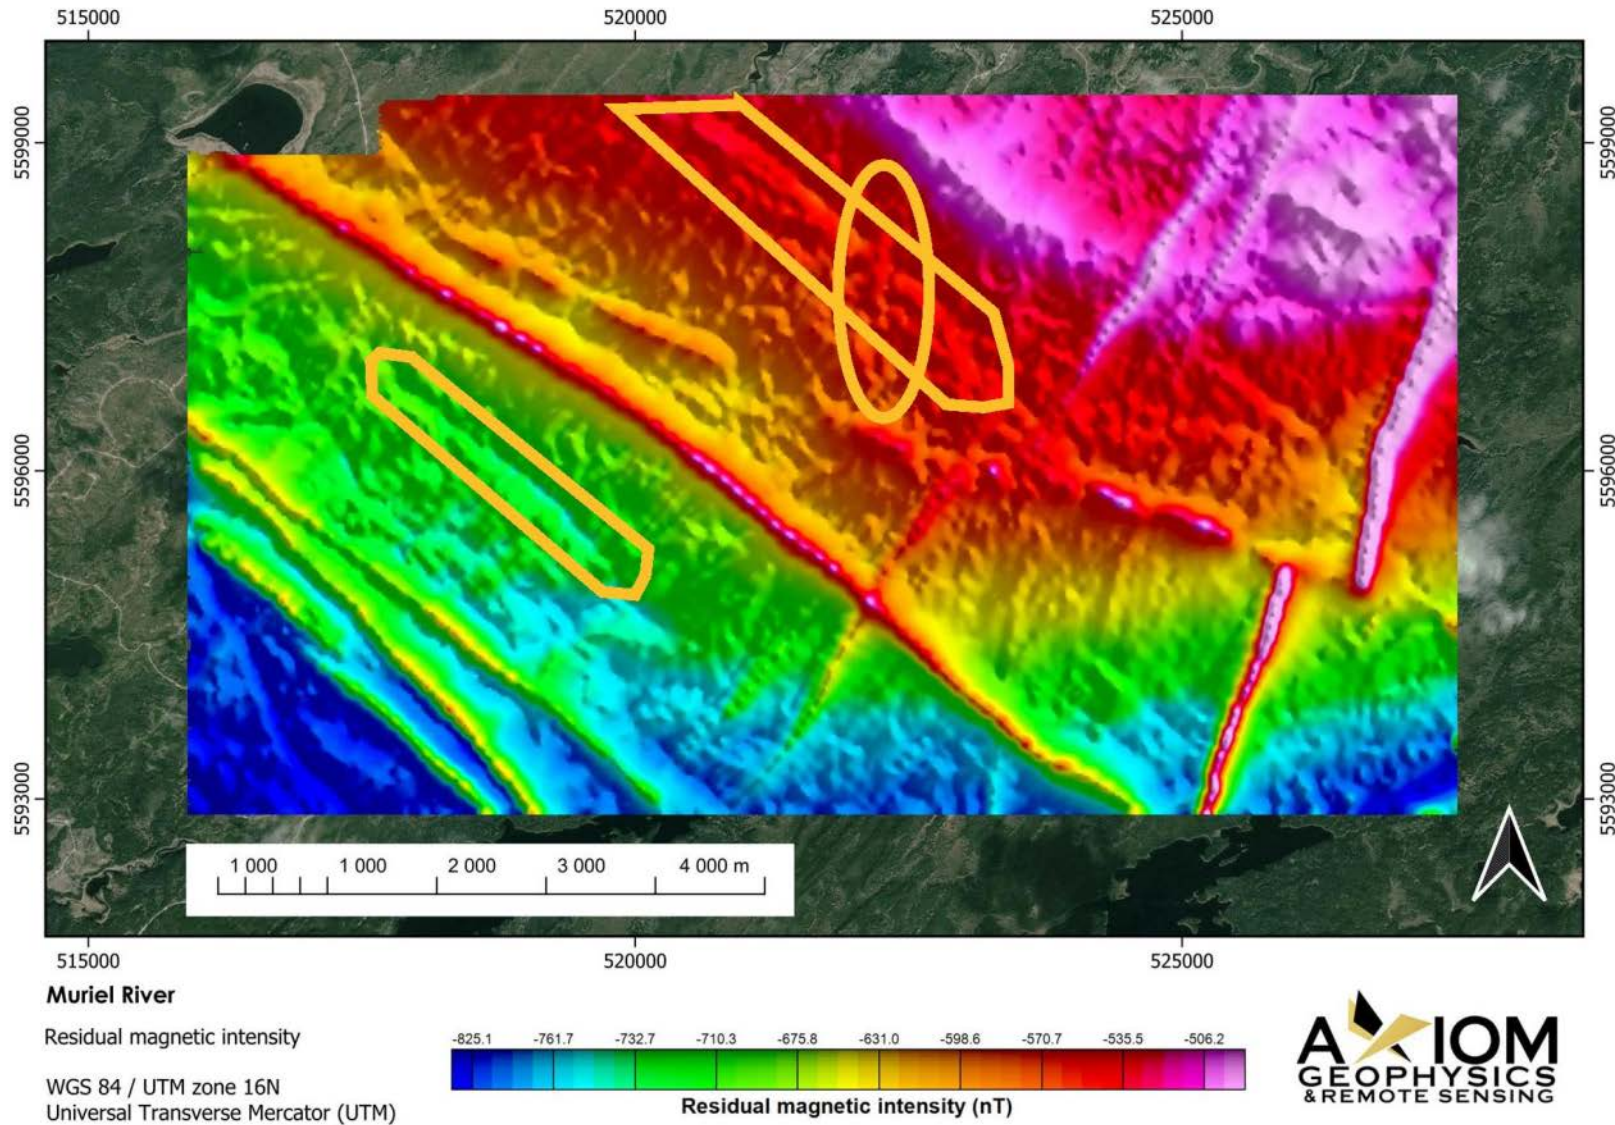 515000 520000 525000
5599000 5599000
5596000 5596000
5593000 5593000
1 000 1 000 2 000 3 000 4 000 m
515000 520000 525000
Muriel River
Residual magnetic intensity
-825.1 -761.7 -732.7 -710.3 -675.8 -631.0 -598.6 -570.7 -535.5 -506.2
WGS 84 / UTM zone 16N
Universal Transverse Mercator (UTM)
Residual magnetic intensity (nT)
AXIOM
GEOPHYSICS
& REMOTE SENSING